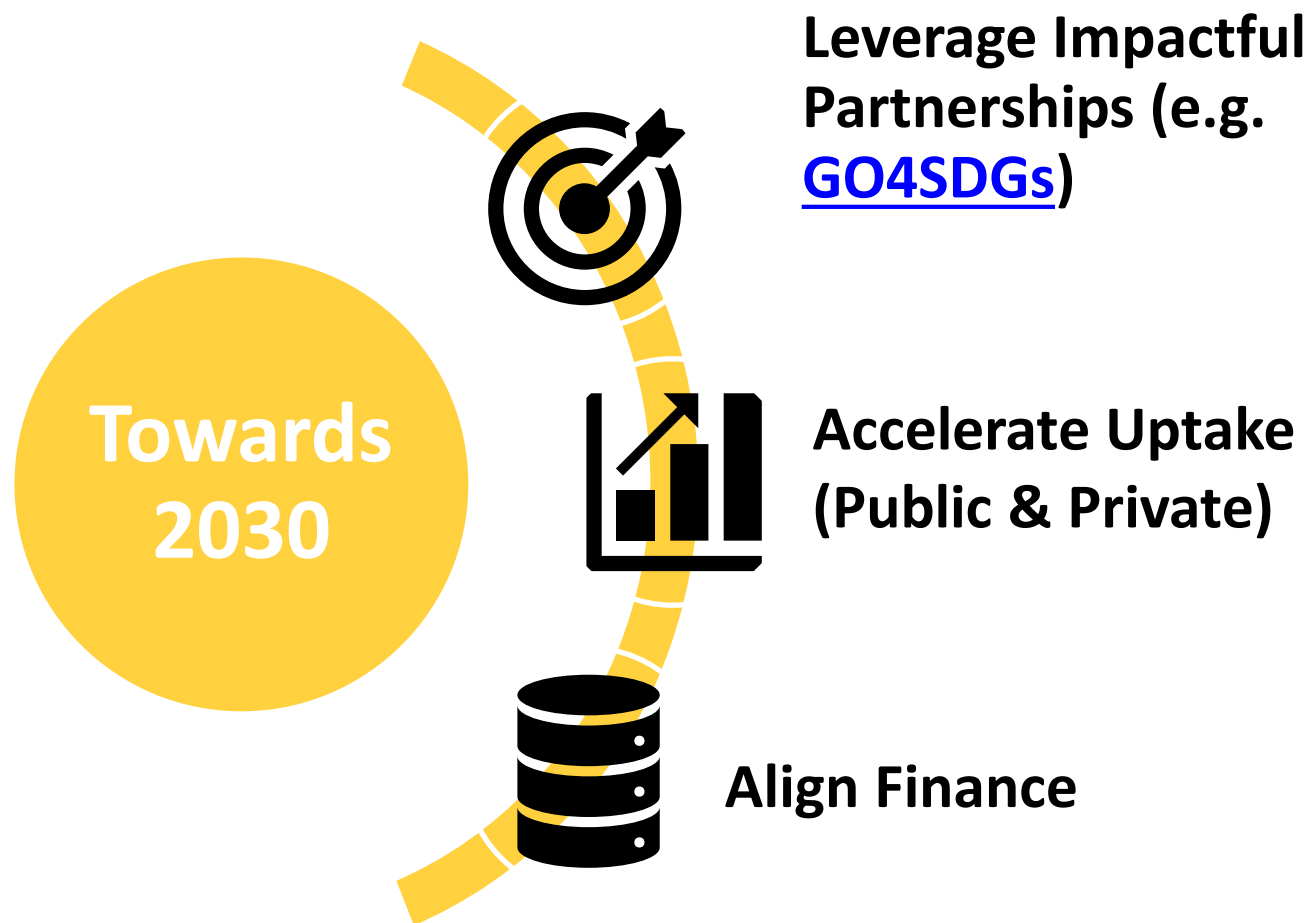 Leverage Impactful
Partnerships (e.g.
GO4SDGs)
Towards
2030
Accelerate Uptake
(Public & Private)
Align Finance